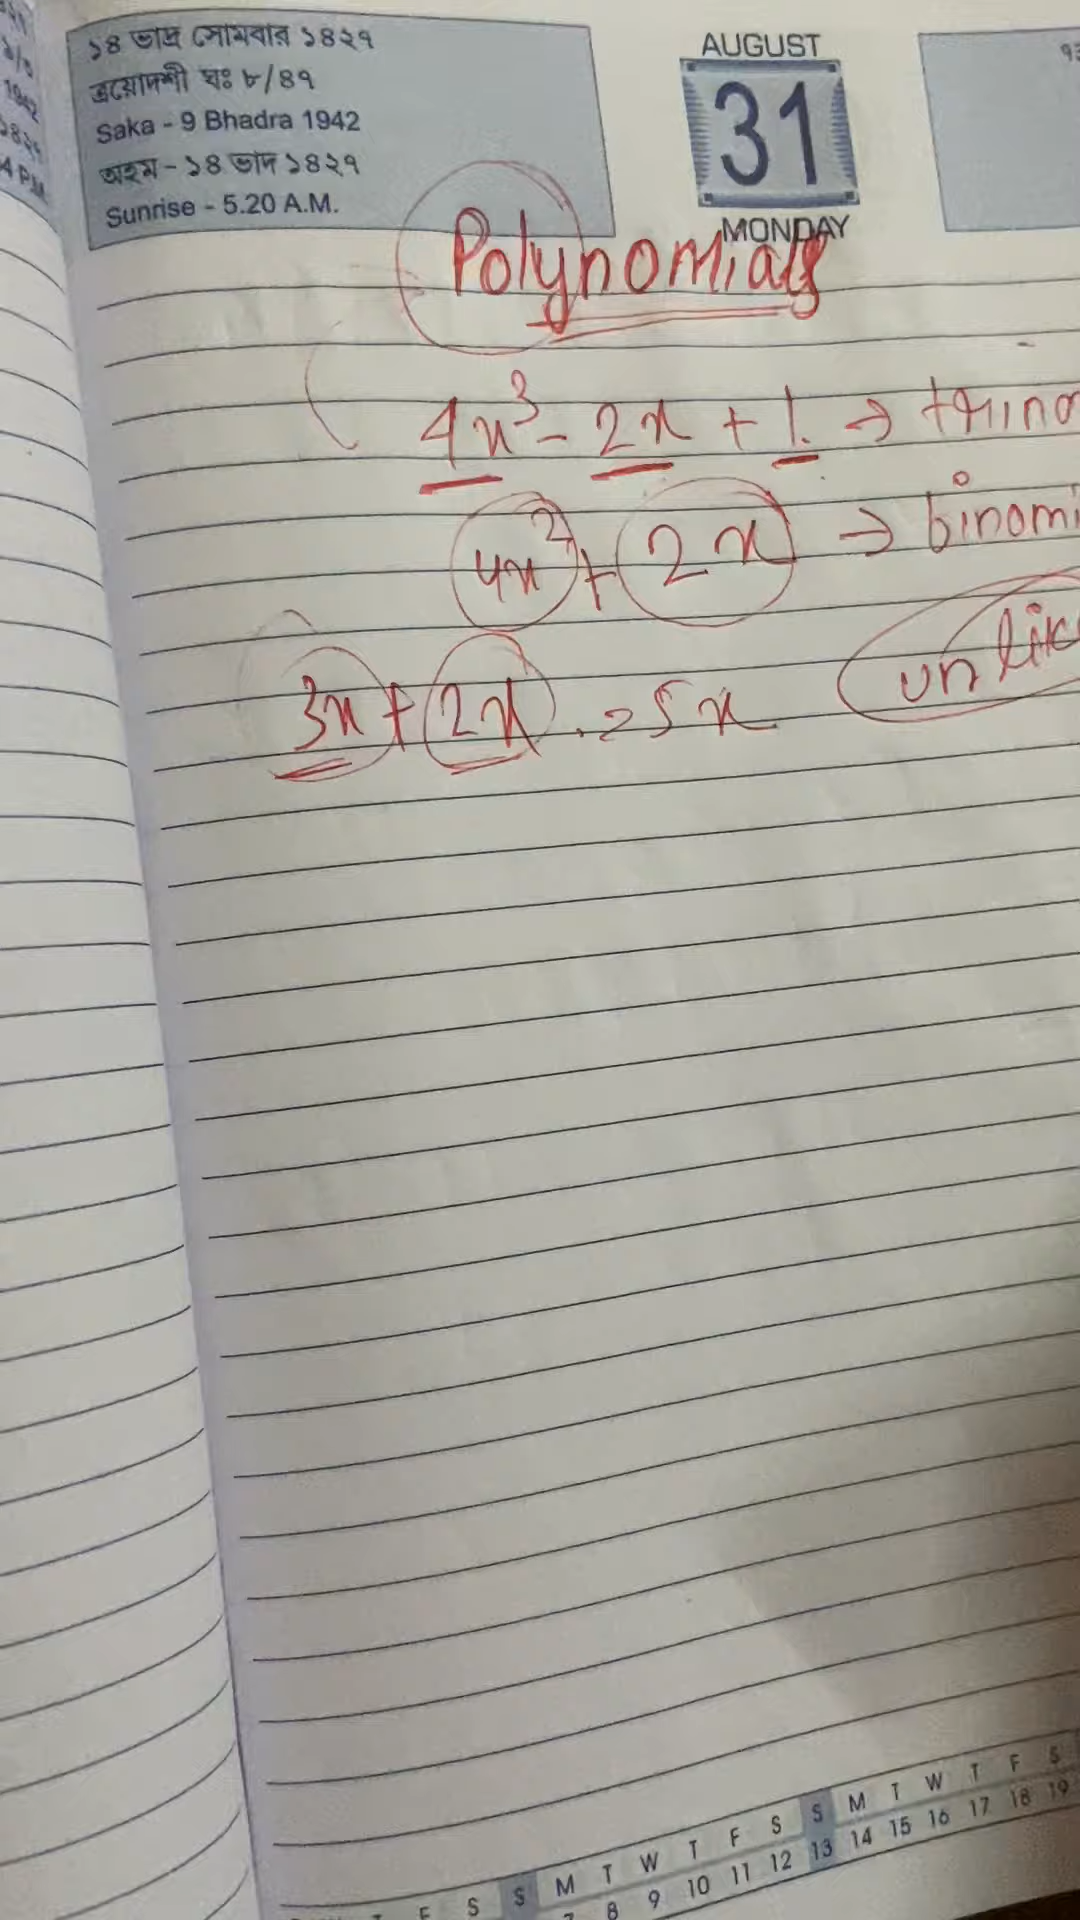 ১৪ ভাদ্র সোমবার ১৪২৭
ত্রয়োদশী ঘঃ ৮/৪৭
Saka - 9 Bhadra 1942
অহম - ১৪ ভাদ ১৪২৭
Sunrise - 5.20 A.M.
AUGUST
31
MONDAY
Polynomials
4x³ - 2x + 1. → trino
4x² + 2x → binomi
unlik
3x + 2x . = 5x
S M T W T F S S M T W T F S
8 9 10 11 12 13 14 15 16 17 18 19